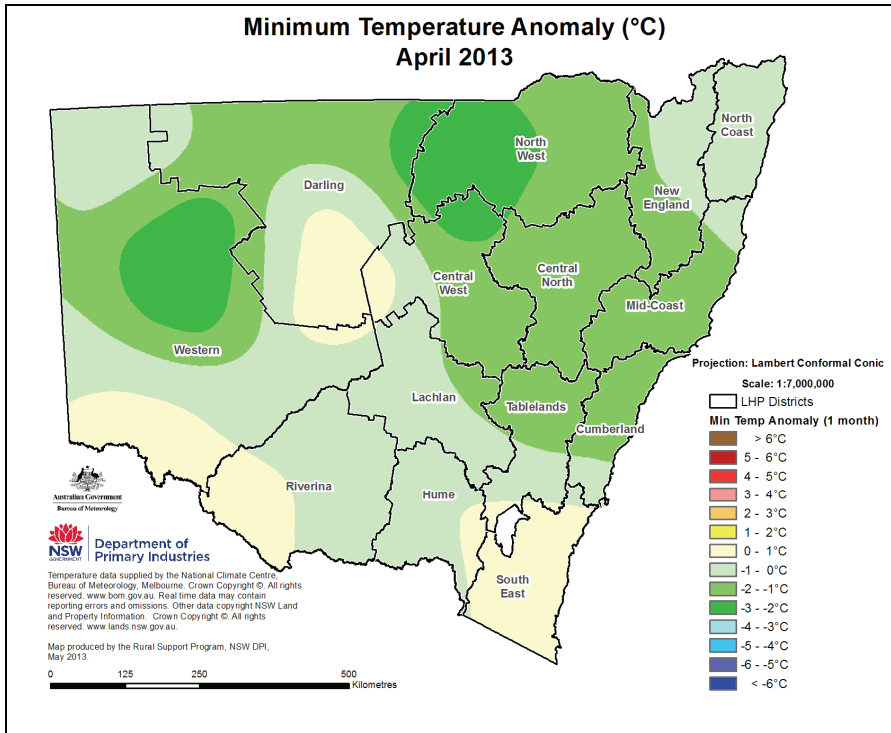 Minimum Temperature Anomaly (°C)
April 2013
North
Coast
North
West
Darling
New
England
Central
West
Central
North
Mid-Coast
Western
Lachlan
Tablelands
Cumberland
Riverina
Hume
South
East
Projection: Lambert Conformal Conic
Scale: 1:7,000,000
LHP Districts
Min Temp Anomaly (1 month)
> 6°C
5 - 6°C
4 - 5°C
3 - 4°C
2 - 3°C
1 - 2°C
0 - 1°C
-1 - 0°C
-2 - -1°C
-3 - -2°C
-4 - -3°C
-5 - -4°C
-6 - -5°C
< -6°C
Australian Government
Bureau of Meteorology
NSW
GOVERNMENT
Department of
Primary Industries
Temperature data supplied by the National Climate Centre,
Bureau of Meteorology, Melbourne. Crown Copyright ©. All rights
reserved. www.bom.gov.au. Real time data may contain
reporting errors and omissions. Other data copyright NSW Land
and Property Information. Crown Copyright ©. All rights
reserved. www.lands.nsw.gov.au.
Map produced by the Rural Support Program, NSW DPI,
May 2013.
0 125 250 500
Kilometres